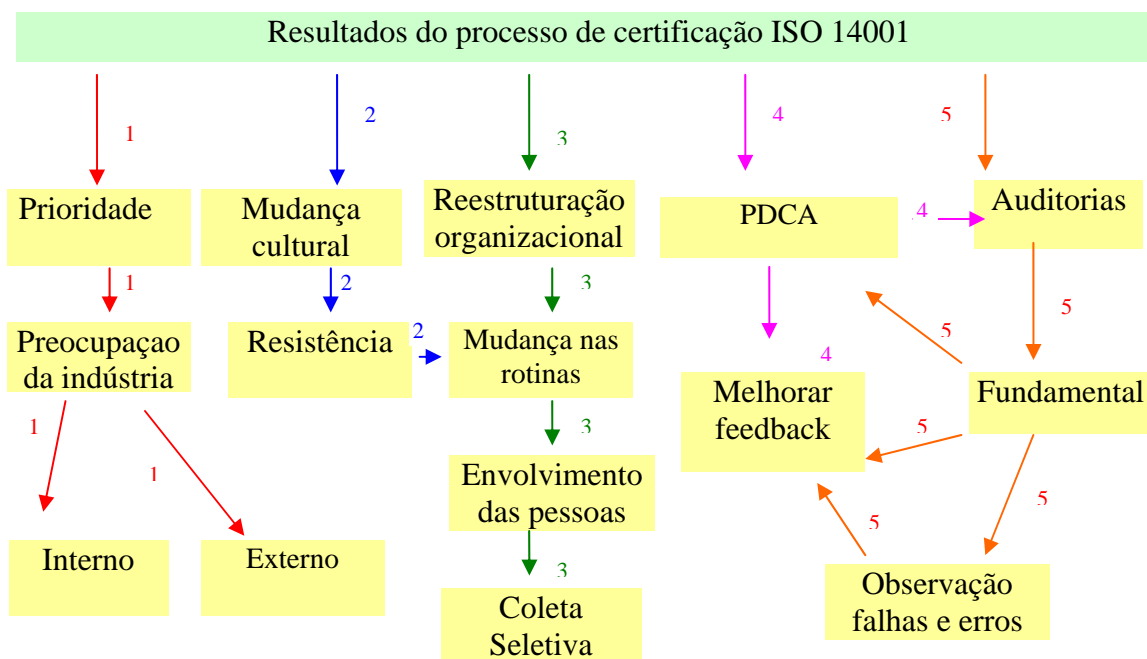 Resultados do processo de certificação ISO 14001
1
2
3
4
5
Prioridade
Mudança
cultural
Reestruturação
organizacional
PDCA
4
Auditorias
1
2
3
5
Preocupaçao
da indústria
Resistência
2
Mudança nas
rotinas
4
5
Melhorar
feedback
Fundamental
1
1
3
5
Envolvimento
das pessoas
5
5
Interno
Externo
3
Observação
falhas e erros
Coleta
Seletiva